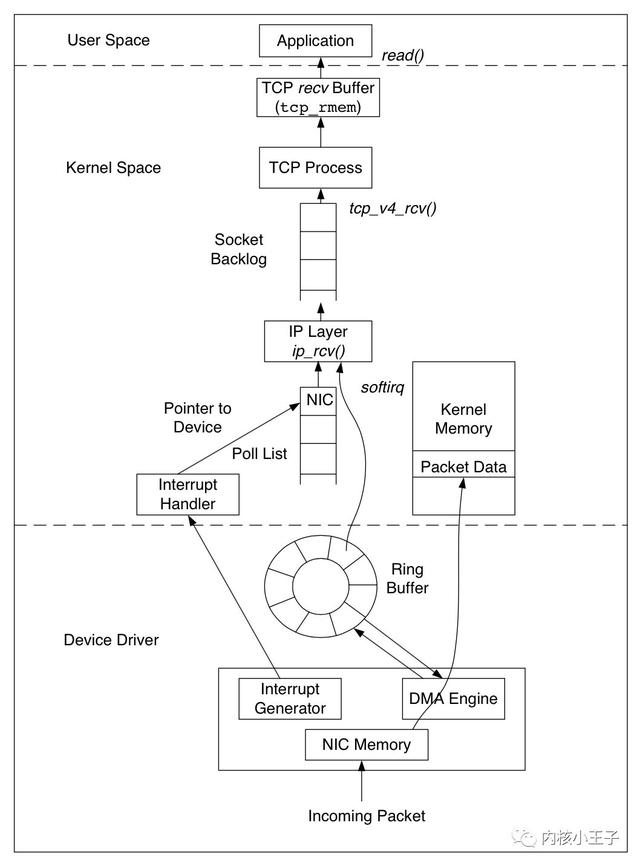 User Space
Application
read()
TCP recv Buffer
(tcp_rmem)
Kernel Space
TCP Process
tcp_v4_rcv()
Socket
Backlog
IP Layer
ip_rcv()
softirq
NIC
Pointer to
Device
Poll List
Kernel
Memory
Packet Data
Interrupt
Handler
Ring
Buffer
Device Driver
Interrupt
Generator
DMA Engine
NIC Memory
Incoming Packet
内核小王子